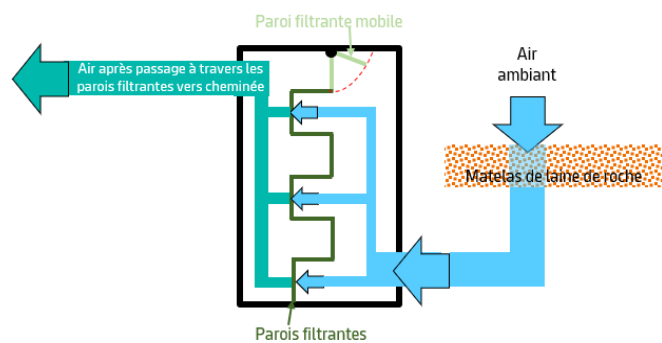 Paroi filtrante mobile
Air
ambiant
Air après passage à travers les
parois filtrantes vers cheminée
Matelas de laine de roche
Parois filtrantes